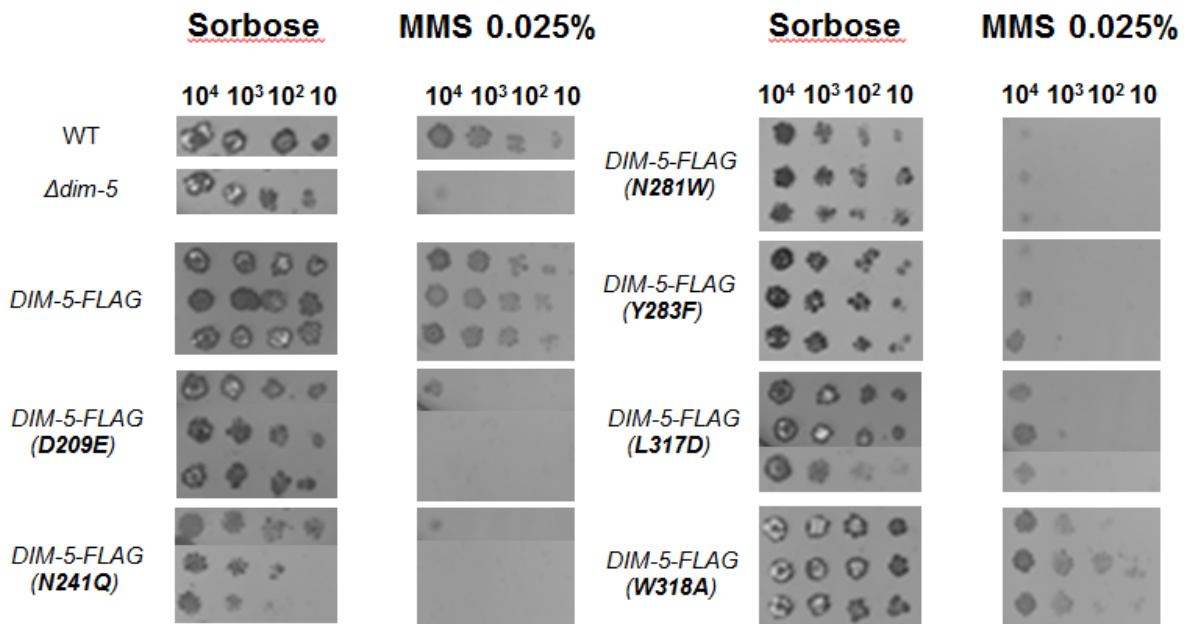 Sorbose MMS 0.025% Sorbose MMS 0.025%
10⁴ 10³ 10² 10 10⁴ 10³ 10² 10 10⁴ 10³ 10² 10 10⁴ 10³ 10² 10
WT
Δdim-5
DIM-5-FLAG
DIM-5-FLAG
(D209E)
DIM-5-FLAG
(N241Q)
DIM-5-FLAG
(N281W)
DIM-5-FLAG
(Y283F)
DIM-5-FLAG
(L317D)
DIM-5-FLAG
(W318A)